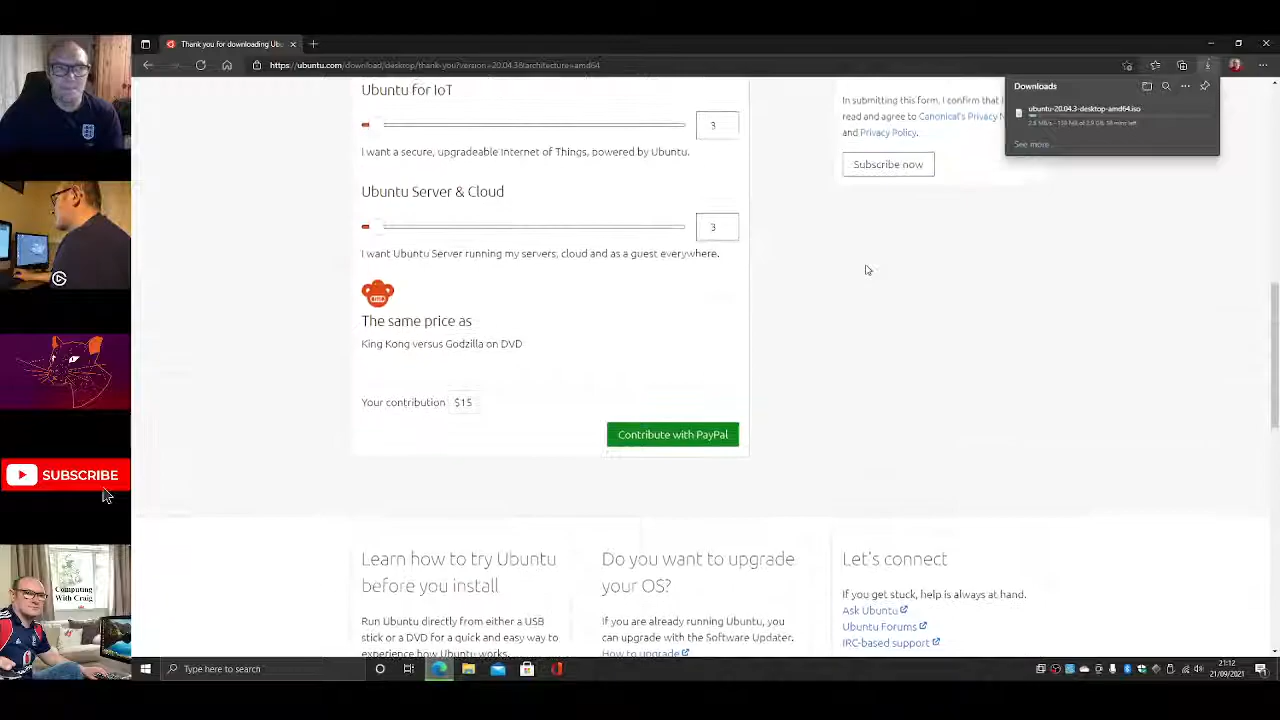 Thank you for downloading Ubu
https://ubuntu.com/download/desktop/thank-you?version=20.04.3&architecture=amd64
Downloads
ubuntu-20.04.3-desktop-amd64.iso
See more
Ubuntu for IoT
3
I want a secure, upgradeable Internet of Things, powered by Ubuntu.
Ubuntu Server & Cloud
3
I want Ubuntu Server running my servers, cloud and as a guest everywhere.
The same price as
King Kong versus Godzilla on DVD
Your contribution $15
Contribute with PayPal
In submitting this form, I confirm that I
read and agree to Canonical's Privacy N
and Privacy Policy.
Subscribe now
Learn how to try Ubuntu
before you install
Run Ubuntu directly from either a USB
stick or a DVD for a quick and easy way to
experience how Ubuntu works.
Do you want to upgrade
your OS?
If you are already running Ubuntu, you
can upgrade with the Software Updater.
How to upgrade
Let's connect
If you get stuck, help is always at hand.
Ask Ubuntu
Ubuntu Forums
IRC-based support
SUBSCRIBE
Computing
With Craig
Type here to search
21:12
21/09/2021